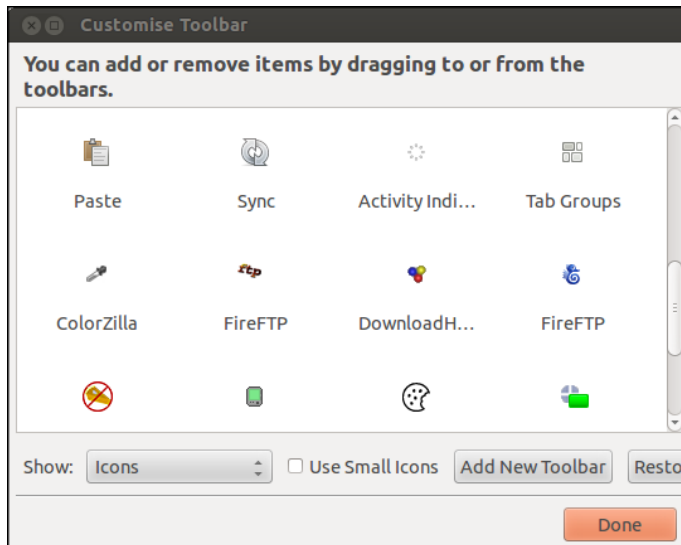 Customise Toolbar
You can add or remove items by dragging to or from the
toolbars.
Paste Sync Activity Indi... Tab Groups
ftp
ColorZilla FireFTP DownloadH... FireFTP
Show: Icons Use Small Icons Add New Toolbar Resto
Done